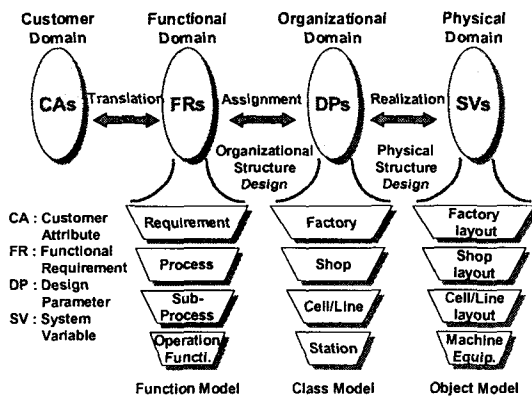 Customer Domain
Functional Domain
Organizational Domain
Physical Domain
CAs
Translation
FRs
Assignment
DPs
Realization
SVs
Organizational
Structure
Design
Physical
Structure
Design
CA : Customer
Attribute
FR : Functional
Requirement
DP : Design
Parameter
SV : System
Variable
Requirement
Process
Sub-
Process
Operation
Functi.
Function Model
Factory
Shop
Cell/Line
Station
Class Model
Factory
layout
Shop
layout
Cell/Line
layout
Machine
Equip.
Object Model